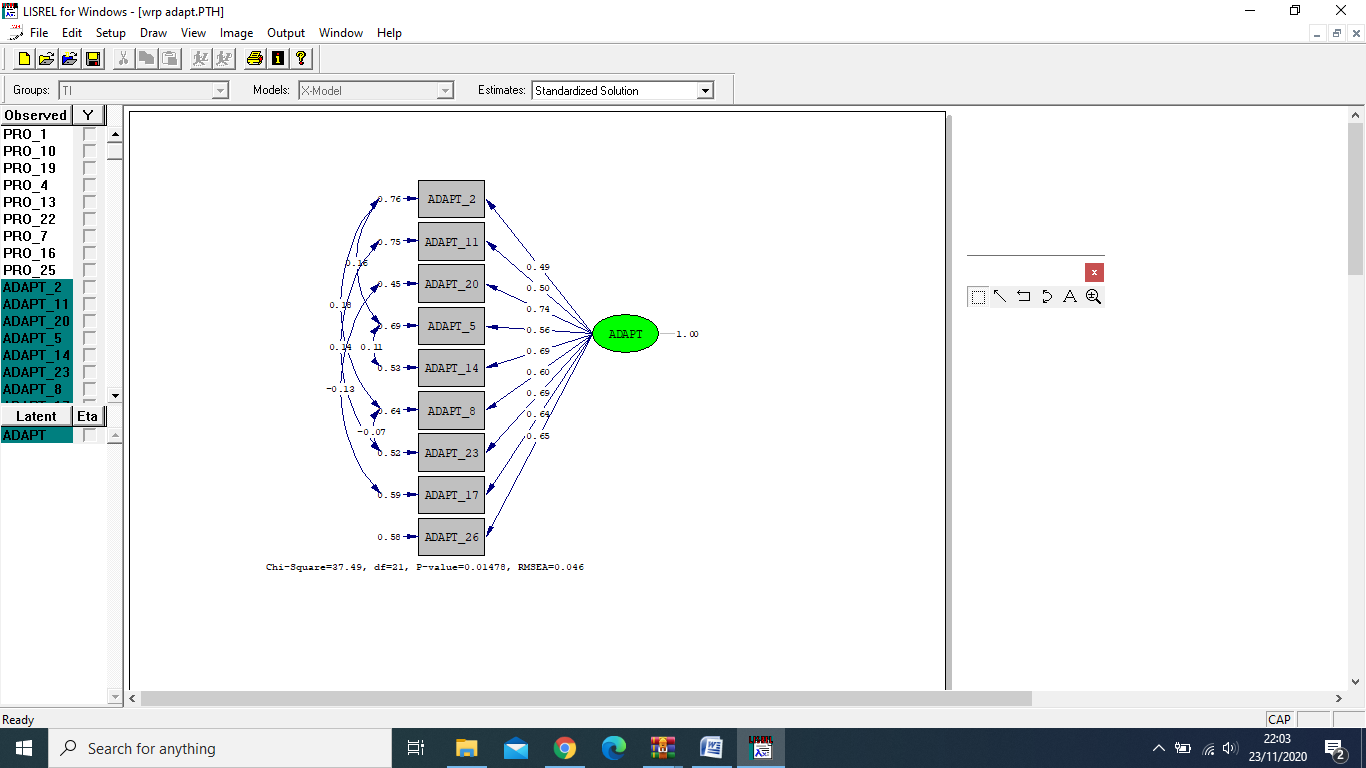 LISREL for Windows - [wrp adapt.PTH]
File Edit Setup Draw View Image Output Window Help
Groups: TI Models: X-Model Estimates: Standardized Solution
Observed Y
PRO_1
PRO_10
PRO_19
PRO_4
PRO_13
PRO_22
PRO_7
PRO_16
PRO_25
ADAPT_2
ADAPT_11
ADAPT_20
ADAPT_5
ADAPT_14
ADAPT_23
ADAPT_8
Latent Eta
ADAPT
0.76 ADAPT_2
0.75 ADAPT_11
0.16 0.49
0.45 ADAPT_20 0.50
0.18 0.74
0.69 ADAPT_5 0.56 ADAPT 1.00
0.14 0.11 0.69
0.53 ADAPT_14 0.60
-0.13 0.69
0.64 ADAPT_8 0.64
-0.07 0.65
0.52 ADAPT_23
0.59 ADAPT_17
0.58 ADAPT_26
Chi-Square=37.49, df=21, P-value=0.01478, RMSEA=0.046
A
Ready CAP
Search for anything
22:03
23/11/2020
2